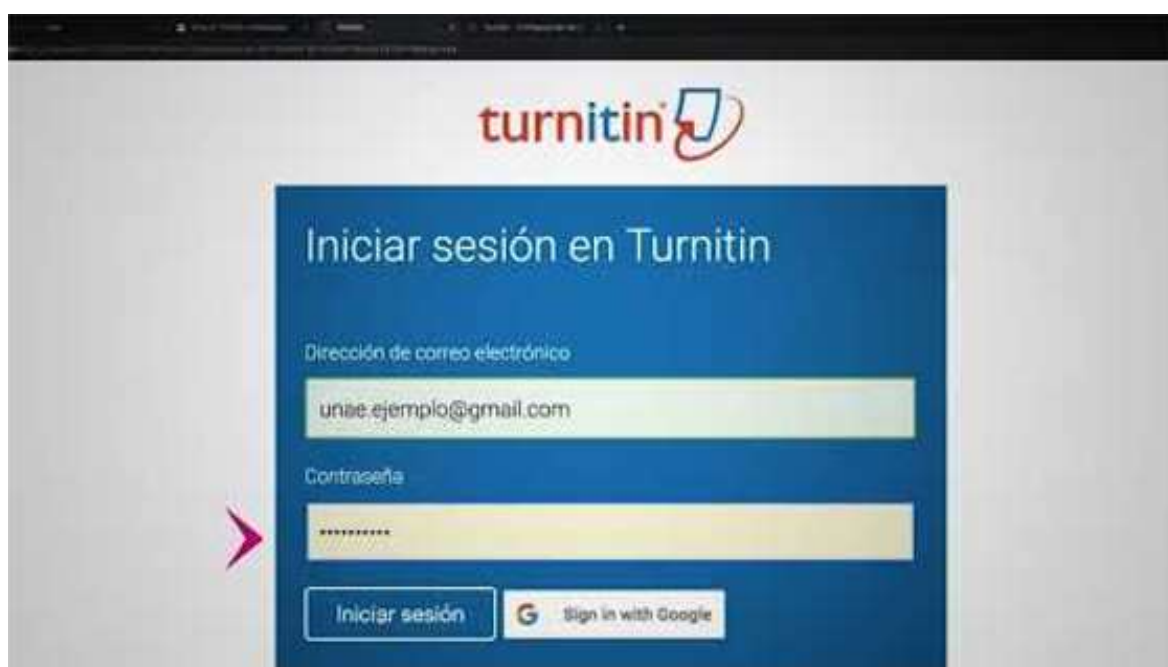 turnitin
Iniciar sesión en Turnitin
Dirección de correo electrónico
unae.ejemplo@gmail.com
Contraseña
••••••••••
Iniciar sesión
G Sign in with Google